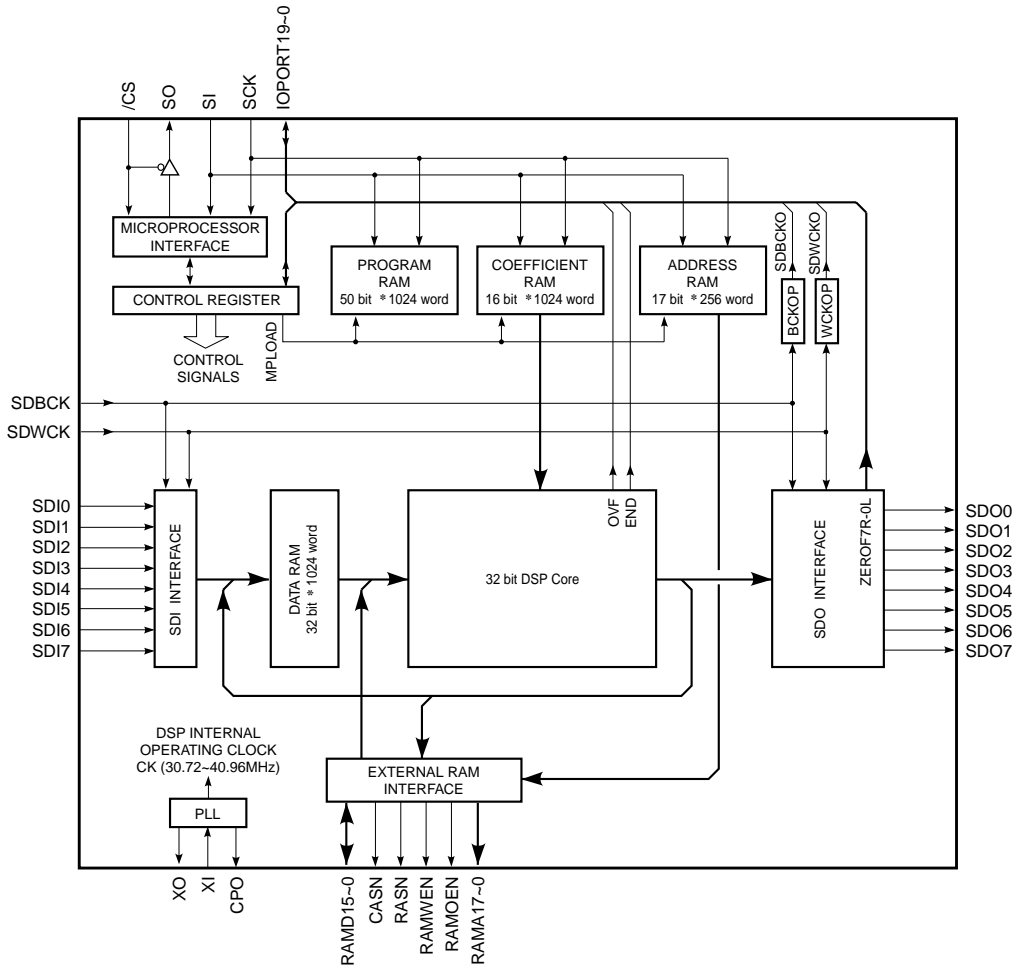 /CS
SO
SI
SCK
IOPORT19~0
MICROPROCESSOR
INTERFACE
CONTROL REGISTER
CONTROL
SIGNALS
MPLOAD
PROGRAM
RAM
50 bit * 1024 word
COEFFICIENT
RAM
16 bit * 1024 word
ADDRESS
RAM
17 bit * 256 word
SDBCKO
SDWCKO
BCKOP
WCKOP
SDBCK
SDWCK
SDI0
SDI1
SDI2
SDI3
SDI4
SDI5
SDI6
SDI7
SDI INTERFACE
DATA RAM
32 bit * 1024 word
32 bit DSP Core
OVF
END
SDO INTERFACE
ZEROF7R-0L
SDO0
SDO1
SDO2
SDO3
SDO4
SDO5
SDO6
SDO7
DSP INTERNAL
OPERATING CLOCK
CK (30.72~40.96MHz)
PLL
XO
XI
CPO
EXTERNAL RAM
INTERFACE
RAMD15~0
CASN
RASN
RAMWEN
RAMOEN
RAMA17~0